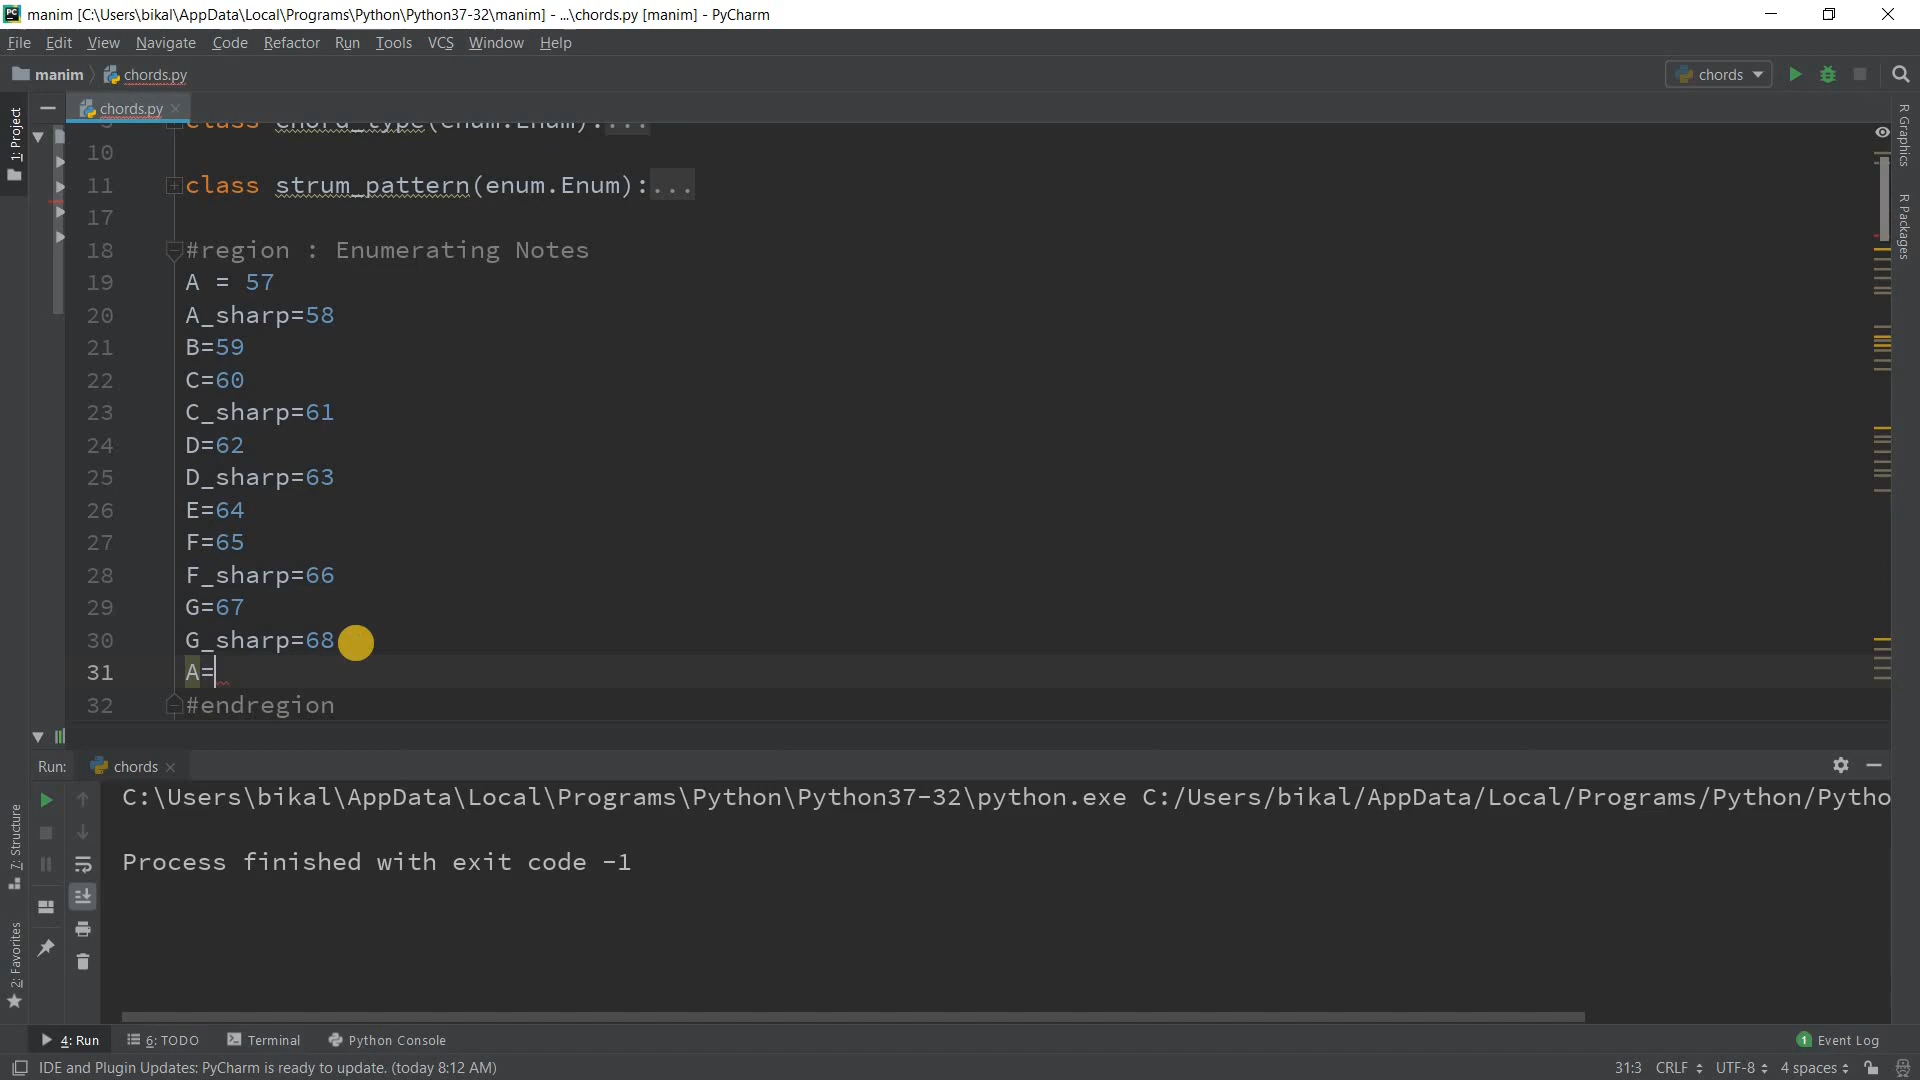 manim [C:\Users\bikal\AppData\Local\Programs\Python\Python37-32\manim] - ...\chords.py [manim] - PyCharm
File Edit View Navigate Code Refactor Run Tools VCS Window Help
manim chords.py chords
1: Project
chords.py
R Graphics
R Packages
9 class chord_type(enum.Enum):...
10
11 class strum_pattern(enum.Enum):...
17
18 #region : Enumerating Notes
19 A = 57
20 A_sharp=58
21 B=59
22 C=60
23 C_sharp=61
24 D=62
25 D_sharp=63
26 E=64
27 F=65
28 F_sharp=66
29 G=67
30 G_sharp=68
31 A=
32 #endregion
Run: chords
C:\Users\bikal\AppData\Local\Programs\Python\Python37-32\python.exe C:/Users/bikal/AppData/Local/Programs/Python/Pytho
Process finished with exit code -1
7: Structure
2: Favorites
4: Run 6: TODO Terminal Python Console 1 Event Log
IDE and Plugin Updates: PyCharm is ready to update. (today 8:12 AM) 31:3 CRLF UTF-8 4 spaces